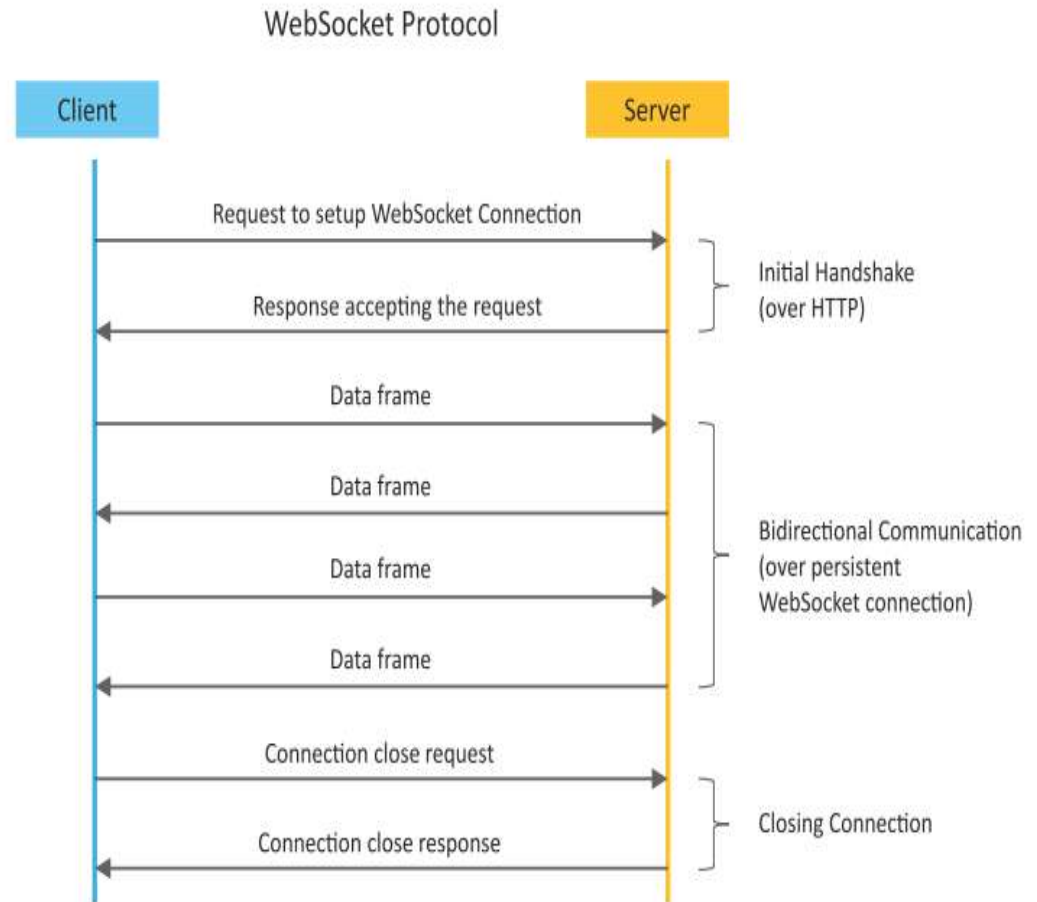 WebSocket Protocol
Client
Server
Request to setup WebSocket Connection
Response accepting the request
Initial Handshake
(over HTTP)
Data frame
Data frame
Data frame
Data frame
Bidirectional Communication
(over persistent
WebSocket connection)
Connection close request
Connection close response
Closing Connection